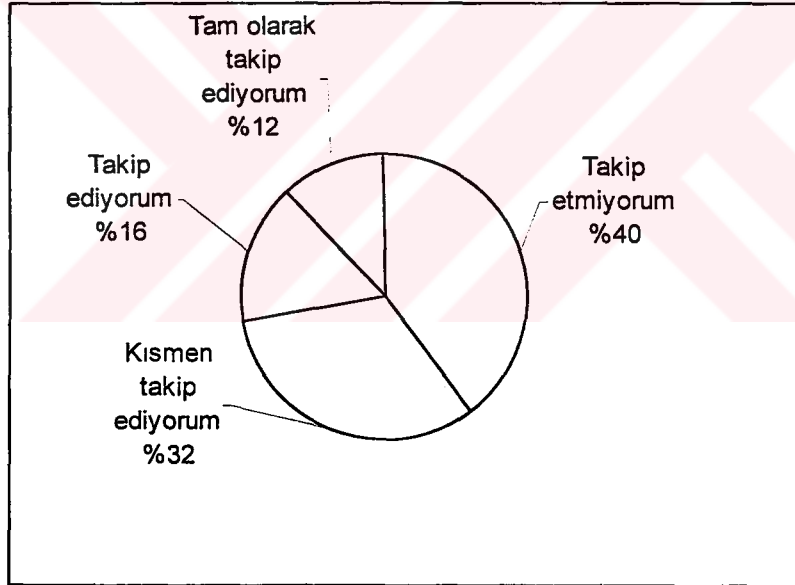 Tam olarak
takip
ediyorum
%12
Takip
ediyorum
%16
Takip
etmiyorum
%40
Kısmen
takip
ediyorum
%32